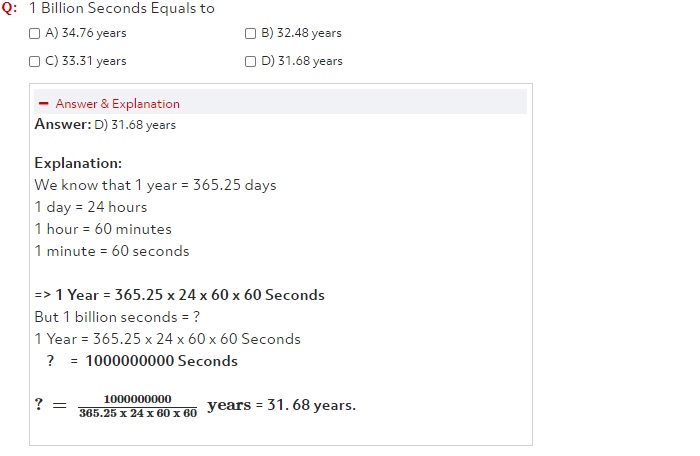 Q: 1 Billion Seconds Equals to
A) 34.76 years B) 32.48 years
C) 33.31 years D) 31.68 years
Answer & Explanation
Answer: D) 31.68 years
Explanation:
We know that 1 year = 365.25 days
1 day = 24 hours
1 hour = 60 minutes
1 minute = 60 seconds
=> 1 Year = 365.25 x 24 x 60 x 60 Seconds
But 1 billion seconds = ?
1 Year = 365.25 x 24 x 60 x 60 Seconds
? = 1000000000 Seconds
1000000000
? = years = 31.68 years.
365.25 x 24 x 60 x 60